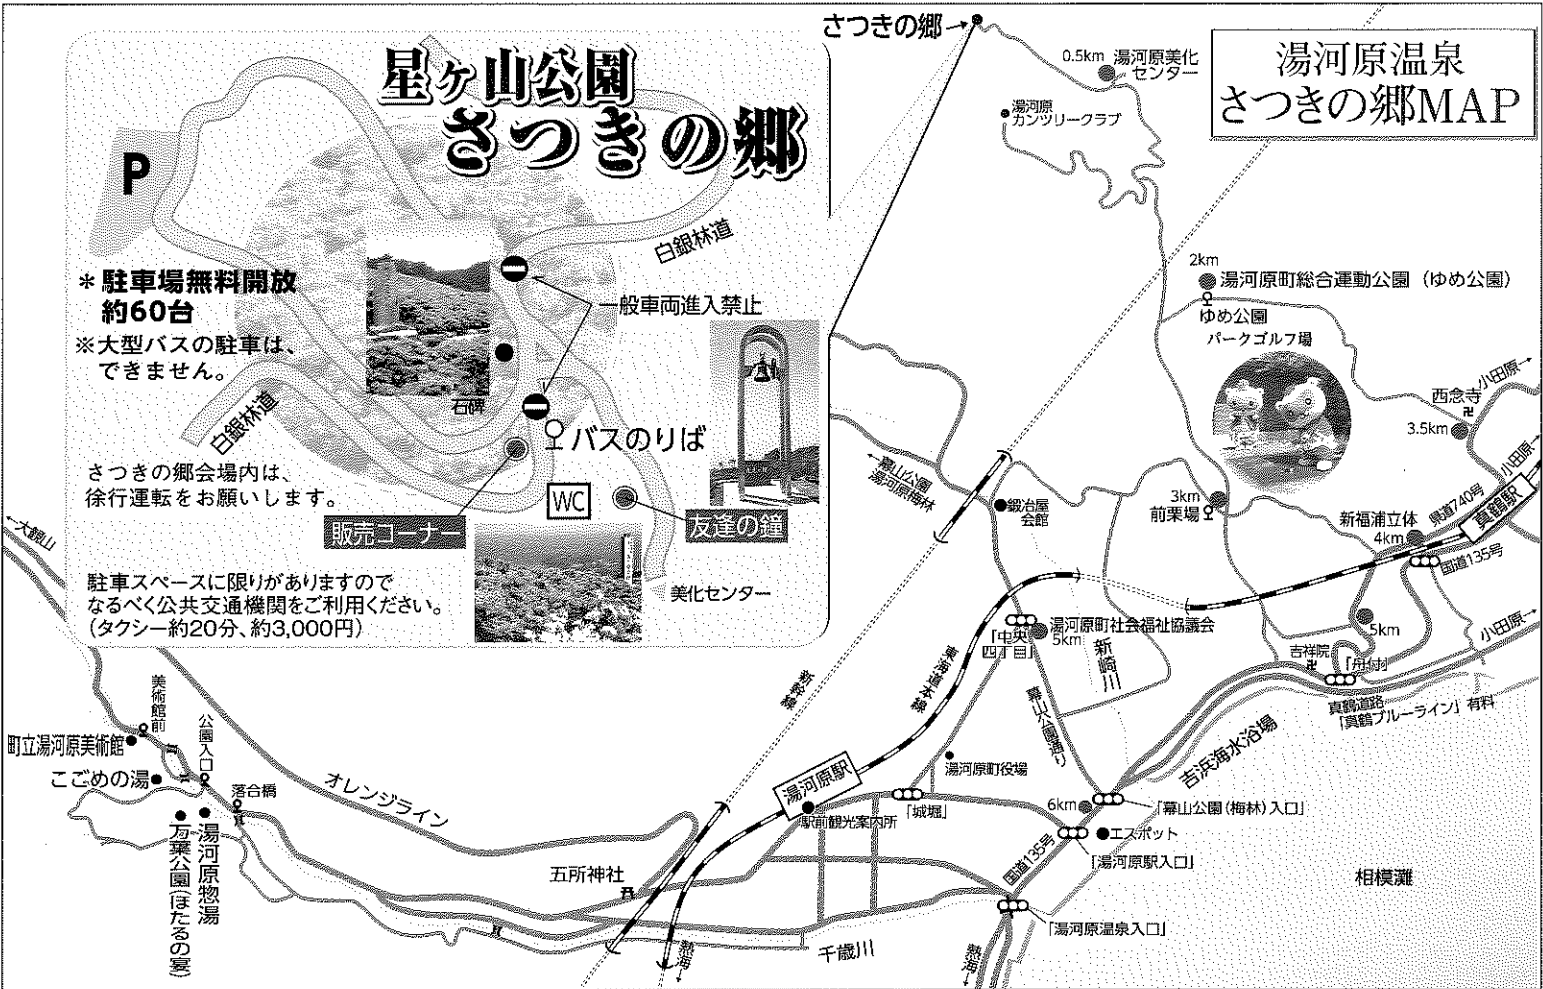 湯河原温泉
さつきの郷MAP
星ヶ山公園
さつきの郷
P
＊駐車場無料開放
約60台
※大型バスの駐車は、
できません。
白銀林道
一般車両進入禁止
石碑
白銀林道
バスのりば
さつきの郷会場内は、
徐行運転をお願いします。
WC
販売コーナー
友達の鐘
駐車スペースに限りがありますので
なるべく公共交通機関をご利用ください。
(タクシー約20分、約3,000円)
美化センター
さつきの郷
0.5km
湯河原美化
センター
湯河原
カンツリークラブ
2km
湯河原町総合運動公園（ゆめ公園）
ゆめ公園
パークゴルフ場
小田原→
西念寺
3.5km
小田原→
←幕山公園
湯河原梅林
鍛冶屋
会館
3km
前栗場
新福浦立体
4km
県道740号
真鶴駅
国道135号
5km
小田原→
湯河原町社会福祉協議会
5km
「中央
四丁目」
新崎川
吉祥院
「舟付」
真鶴道路
「真鶴ブルーライン」有料
新幹線
東海道本線
幕山公園通り
吉浜海水浴場
湯河原町役場
湯河原駅
駅前観光案内所
「城堀」
6km
「幕山公園(梅林)入口」
エスポット
「湯河原駅入口」
国道135号
相模灘
「湯河原温泉入口」
熱海→
熱海→
千歳川
五所神社
オレンジライン
←大観山
美術館前
町立湯河原美術館
公園入口
こごめの湯
落合橋
湯河原惣湯
万葉公園(ほたるの宴)